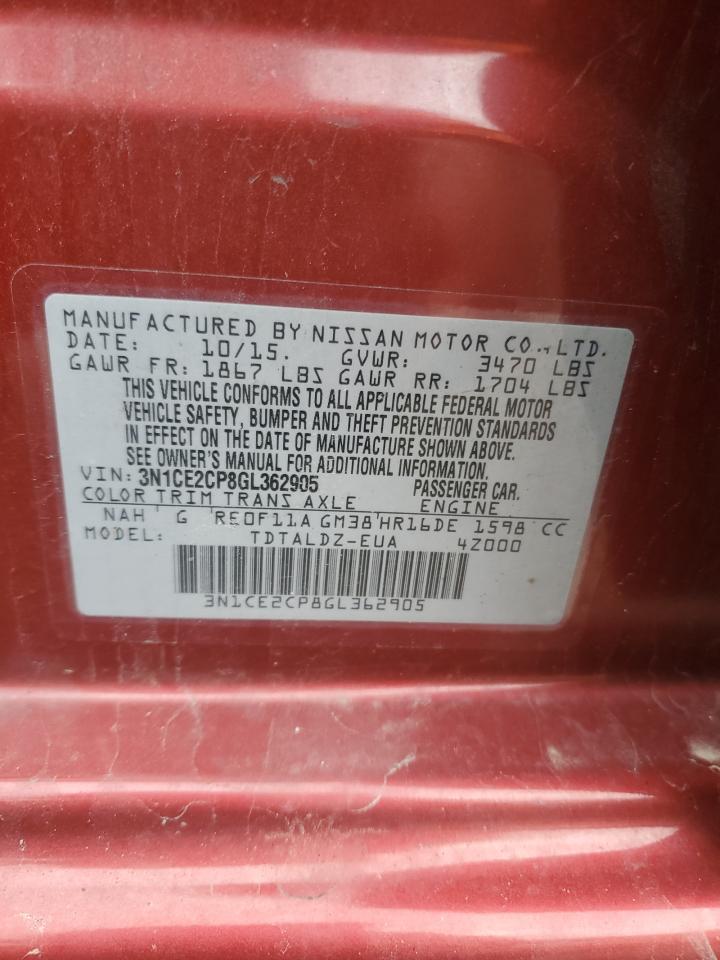 MANUFACTURED BY NISSAN MOTOR CO., LTD.
DATE: 10/15. GVWR: 3470 LBS
GAWR FR: 1867 LBS GAWR RR: 1704 LBS
THIS VEHICLE CONFORMS TO ALL APPLICABLE FEDERAL MOTOR
VEHICLE SAFETY, BUMPER AND THEFT PREVENTION STANDARDS
IN EFFECT ON THE DATE OF MANUFACTURE SHOWN ABOVE.
SEE OWNER'S MANUAL FOR ADDITIONAL INFORMATION.
VIN: 3N1CE2CP8GL362905 PASSENGER CAR.
COLOR TRIM TRANS AXLE ENGINE
NAH G RE0F11A GM38 HR16DE 1598 CC
MODEL: TDTALDZ-EUA 4Z000
3N1CE2CP8GL362905